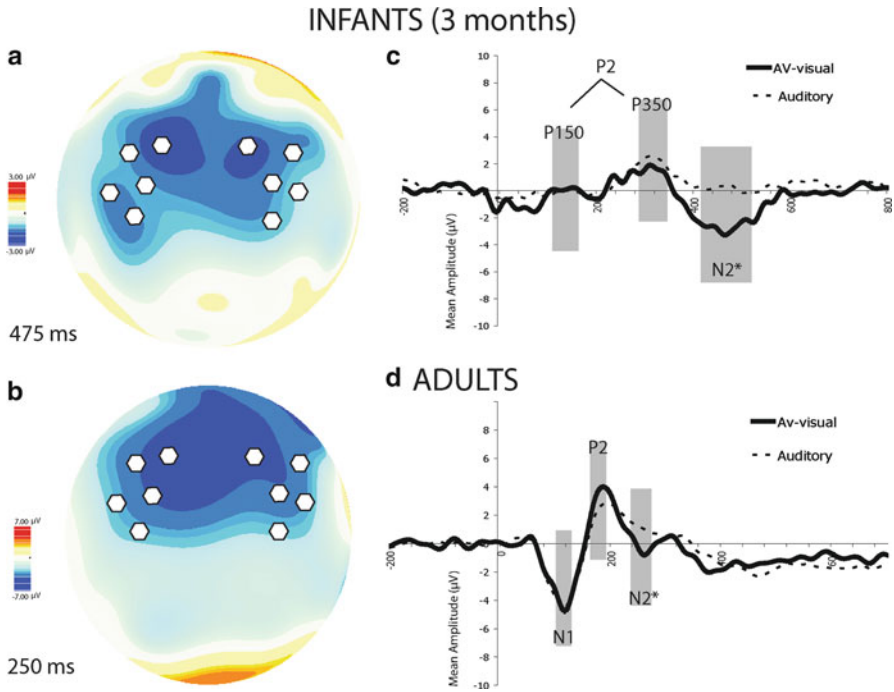 INFANTS (3 months)
a
3.00 µV
-3.00 µV
475 ms
c
10
8
6
4
2
-2
-4
-6
-8
-10
Mean Amplitude (µV)
-200
0
200
400
600
800
P2
P150
P350
N2*
AV-visual
Auditory
b
7.00 µV
-7.00 µV
250 ms
d ADULTS
8
6
4
2
-2
-4
-6
-8
-10
Mean Amplitude (µV)
-200
0
200
400
600
P2
N1
N2*
Av-visual
Auditory